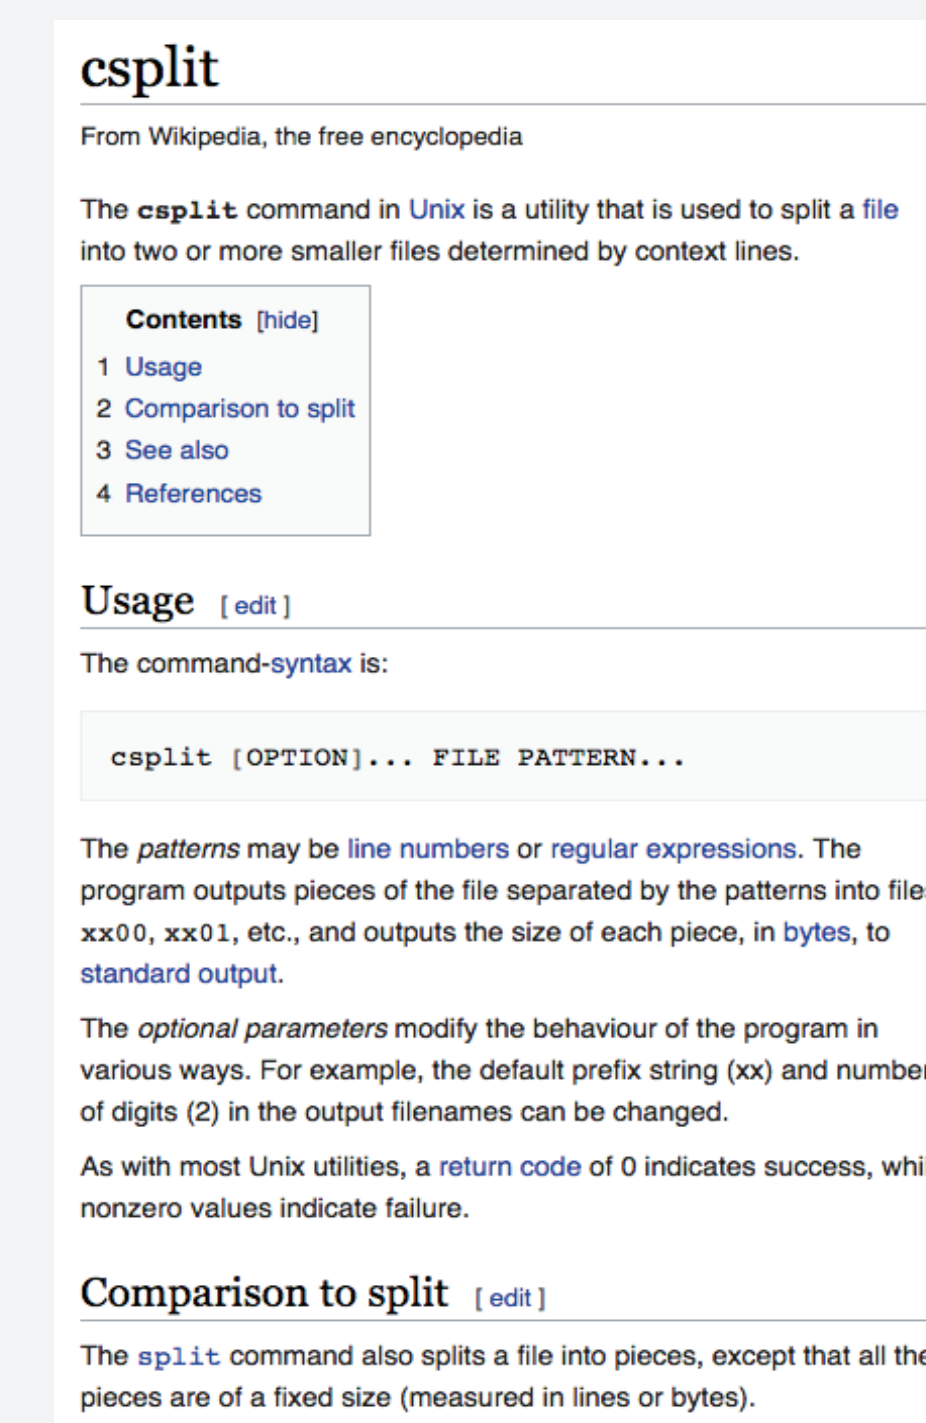 csplit
From Wikipedia, the free encyclopedia
The csplit command in Unix is a utility that is used to split a file
into two or more smaller files determined by context lines.
Contents [hide]
1 Usage
2 Comparison to split
3 See also
4 References
Usage [ edit ]
The command-syntax is:
csplit [OPTION]... FILE PATTERN...
The patterns may be line numbers or regular expressions. The
program outputs pieces of the file separated by the patterns into files
xx00, xx01, etc., and outputs the size of each piece, in bytes, to
standard output.
The optional parameters modify the behaviour of the program in
various ways. For example, the default prefix string (xx) and number
of digits (2) in the output filenames can be changed.
As with most Unix utilities, a return code of 0 indicates success, whil
nonzero values indicate failure.
Comparison to split [ edit ]
The split command also splits a file into pieces, except that all the
pieces are of a fixed size (measured in lines or bytes).